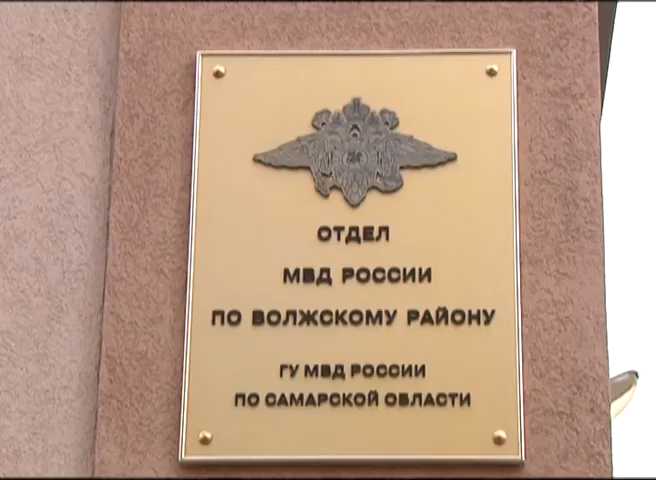 ОТДЕЛ
МВД РОССИИ
ПО ВОЛЖСКОМУ РАЙОНУ
ГУ МВД РОССИИ
ПО САМАРСКОЙ ОБЛАСТИ